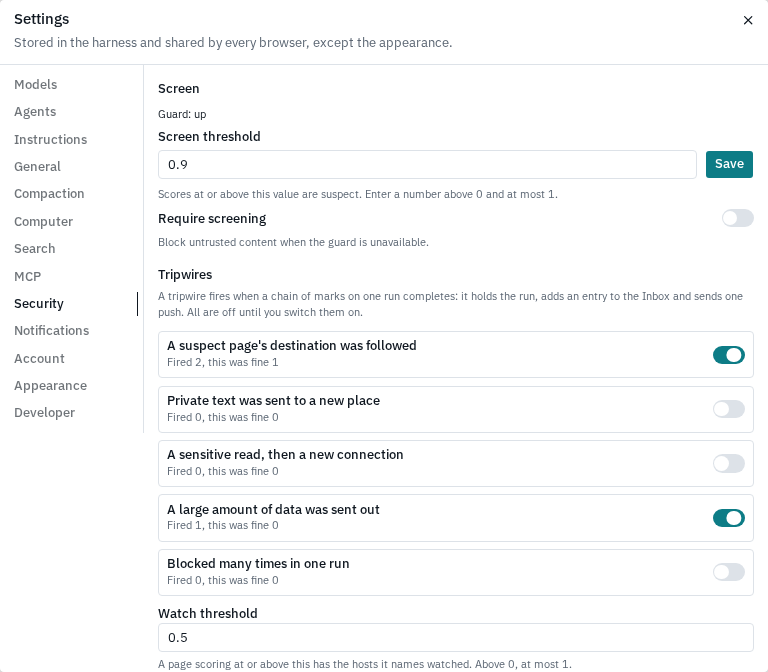 Settings
Stored in the harness and shared by every browser, except the appearance.
Models
Agents
Instructions
General
Compaction
Computer
Search
MCP
Security
Notifications
Account
Appearance
Developer
Screen
Guard: up
Screen threshold
0.9
Save
Scores at or above this value are suspect. Enter a number above 0 and at most 1.
Require screening
Block untrusted content when the guard is unavailable.
Tripwires
A tripwire fires when a chain of marks on one run completes: it holds the run, adds an entry to the Inbox and sends one
push. All are off until you switch them on.
A suspect page's destination was followed
Fired 2, this was fine 1
Private text was sent to a new place
Fired 0, this was fine 0
A sensitive read, then a new connection
Fired 0, this was fine 0
A large amount of data was sent out
Fired 1, this was fine 0
Blocked many times in one run
Fired 0, this was fine 0
Watch threshold
0.5
A page scoring at or above this has the hosts it names watched. Above 0, at most 1.